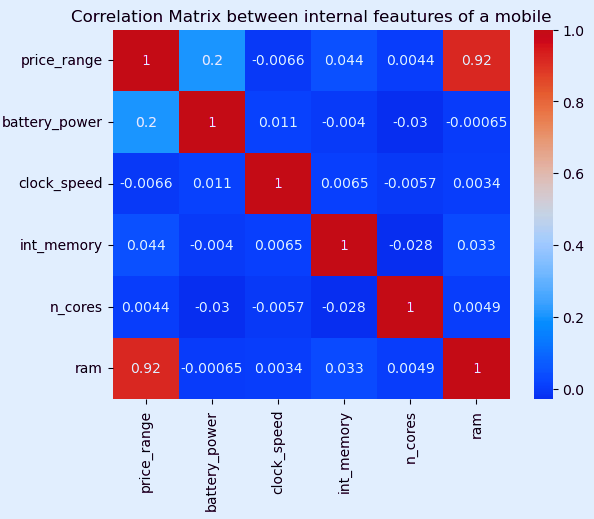 Correlation Matrix between internal feautures of a mobile
price_range 1 0.2 -0.0066 0.044 0.0044 0.92
battery_power 0.2 1 0.011 -0.004 -0.03 -0.00065
clock_speed -0.0066 0.011 1 0.0065 -0.0057 0.0034
int_memory 0.044 -0.004 0.0065 1 -0.028 0.033
n_cores 0.0044 -0.03 -0.0057 -0.028 1 0.0049
ram 0.92 -0.00065 0.0034 0.033 0.0049 1
price_range
battery_power
clock_speed
int_memory
n_cores
ram
1.0
0.8
0.6
0.4
0.2
0.0